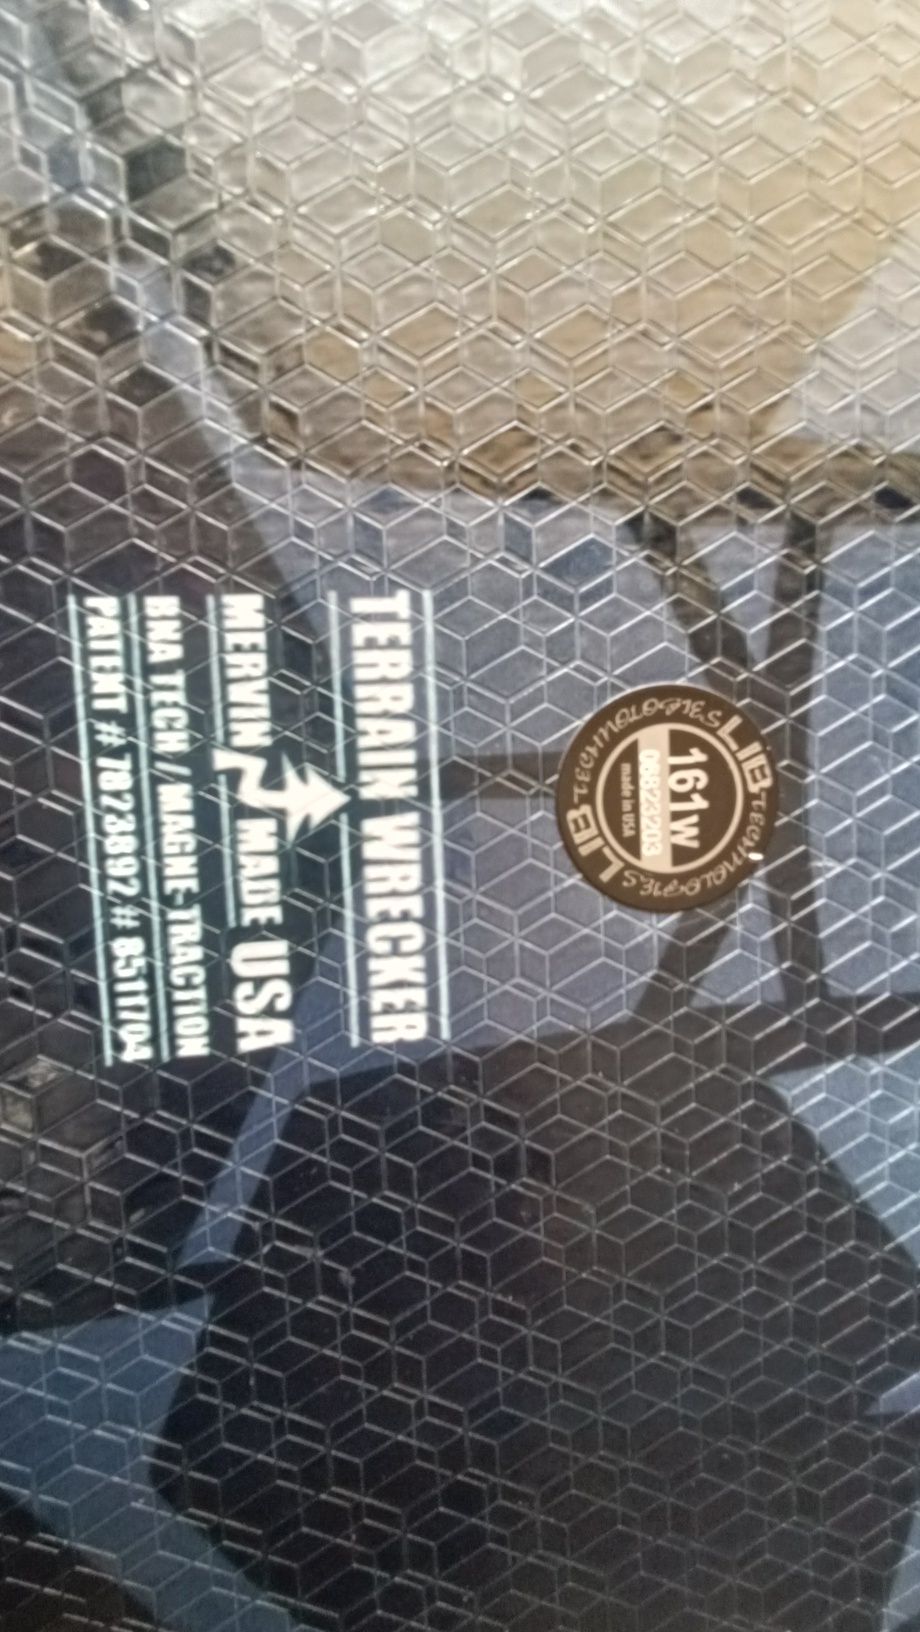 LIB
TECHNOLOGIES
161W
made in USA
LIB
TECHNOLOGIES
TERRAIN WRECKER
MERVIN MADE USA
BNA TECH // MAGNE-TRACTION
PATENT # 7823892 # 8511704